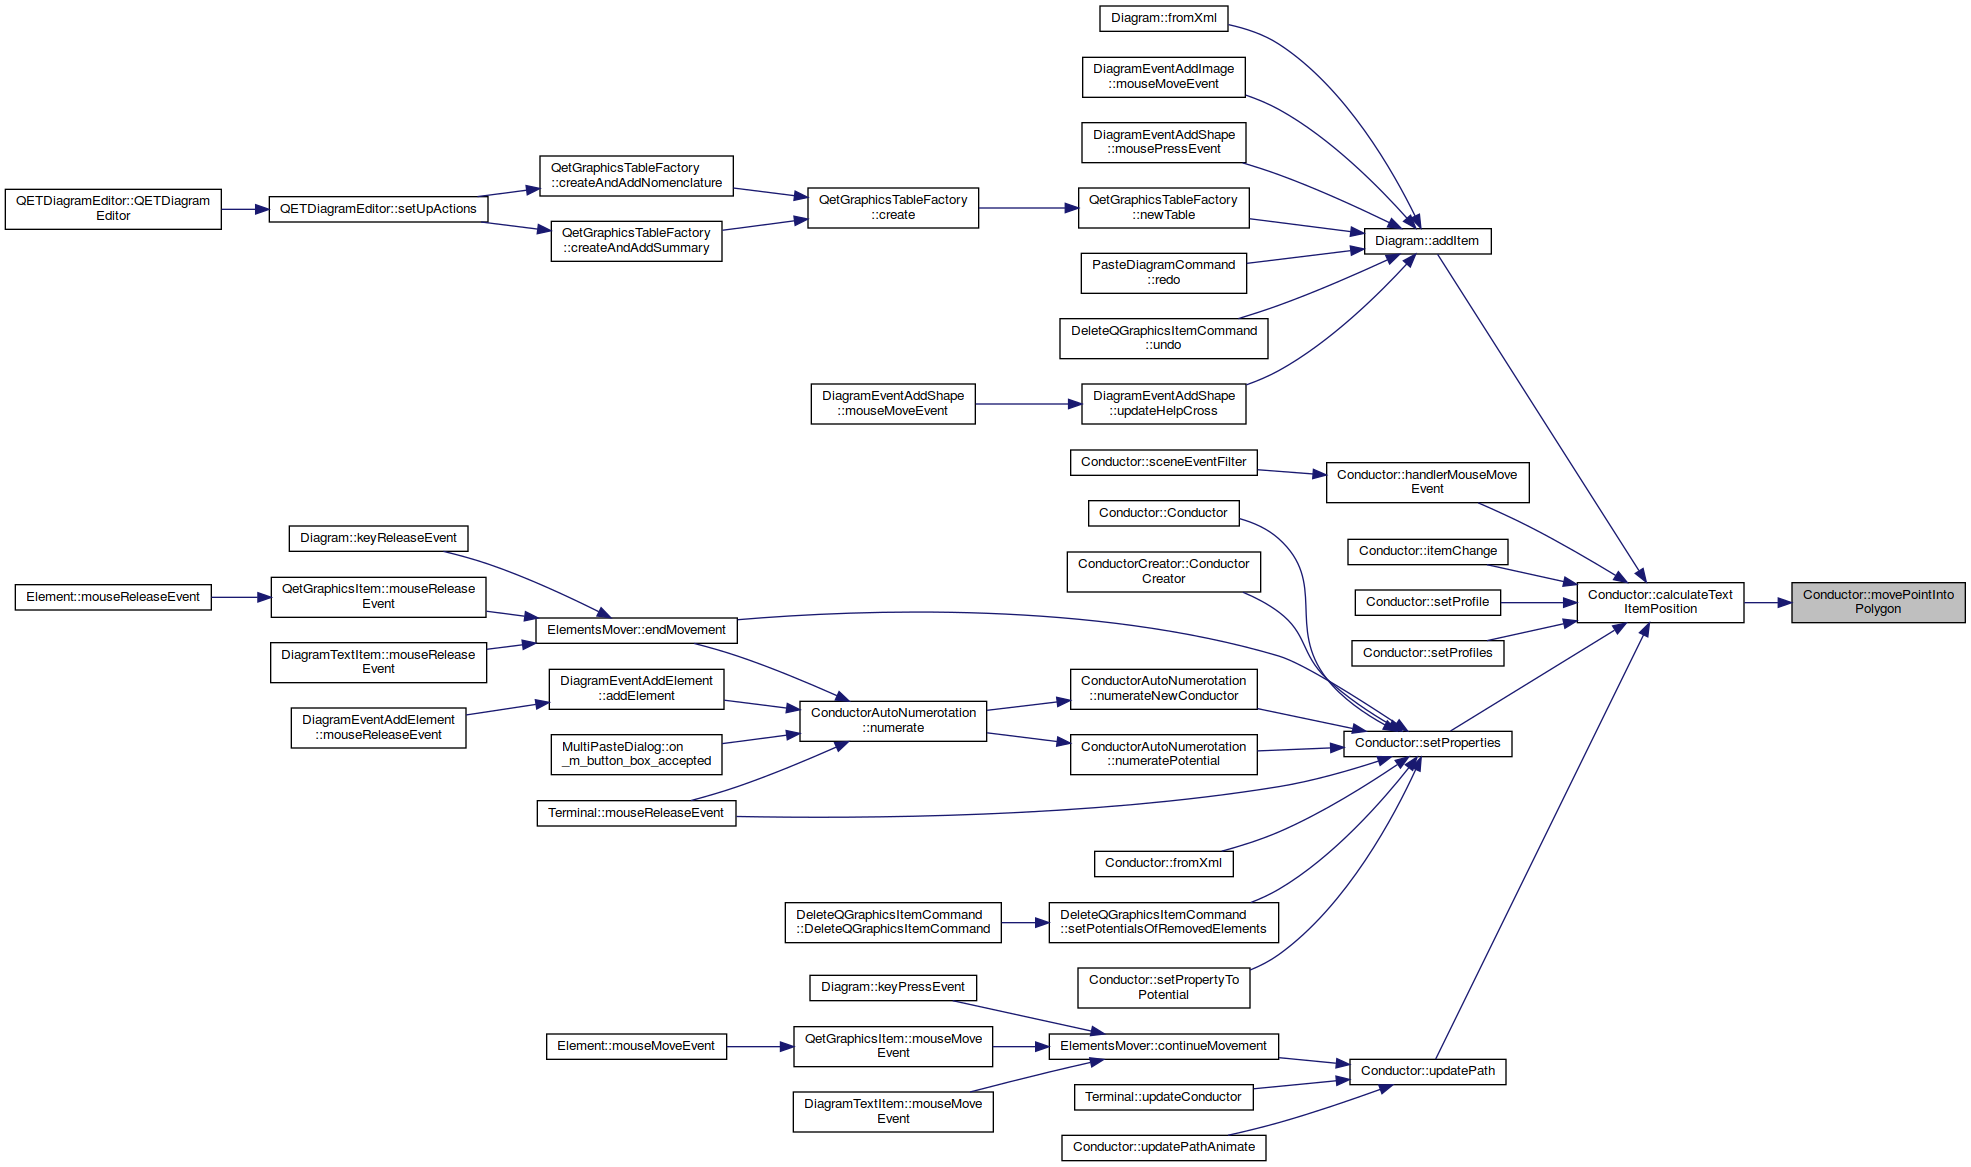 Diagram::fromXml
DiagramEventAddImage
::mouseMoveEvent
DiagramEventAddShape
::mousePressEvent
QetGraphicsTableFactory
::createAndAddNomenclature
QETDiagramEditor::QETDiagram
Editor
QETDiagramEditor::setUpActions
QetGraphicsTableFactory
::create
QetGraphicsTableFactory
::newTable
QetGraphicsTableFactory
::createAndAddSummary
Diagram::addItem
PasteDiagramCommand
::redo
DeleteQGraphicsItemCommand
::undo
DiagramEventAddShape
::mouseMoveEvent
DiagramEventAddShape
::updateHelpCross
Conductor::sceneEventFilter
Conductor::handlerMouseMove
Event
Conductor::Conductor
Diagram::keyReleaseEvent
Conductor::itemChange
ConductorCreator::Conductor
Creator
Element::mouseReleaseEvent
QetGraphicsItem::mouseRelease
Event
Conductor::setProfile
Conductor::calculateText
ItemPosition
Conductor::movePointInto
Polygon
ElementsMover::endMovement
DiagramTextItem::mouseRelease
Event
Conductor::setProfiles
DiagramEventAddElement
::addElement
ConductorAutoNumerotation
::numerateNewConductor
DiagramEventAddElement
::mouseReleaseEvent
ConductorAutoNumerotation
::numerate
MultiPasteDialog::on
_m_button_box_accepted
ConductorAutoNumerotation
::numeratePotential
Conductor::setProperties
Terminal::mouseReleaseEvent
Conductor::fromXml
DeleteQGraphicsItemCommand
::DeleteQGraphicsItemCommand
DeleteQGraphicsItemCommand
::setPotentialsOfRemovedElements
Conductor::setPropertyTo
Potential
Diagram::keyPressEvent
Element::mouseMoveEvent
QetGraphicsItem::mouseMove
Event
ElementsMover::continueMovement
Conductor::updatePath
DiagramTextItem::mouseMove
Event
Terminal::updateConductor
Conductor::updatePathAnimate